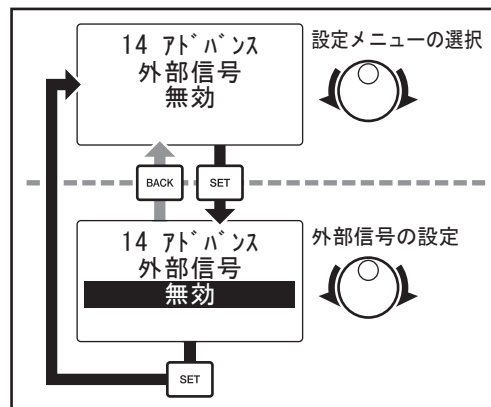 14 ｱﾄﾞﾊﾞﾝｽ
外部信号
無効
設定メニューの選択
BACK
SET
14 ｱﾄﾞﾊﾞﾝｽ
外部信号
無効
外部信号の設定
SET